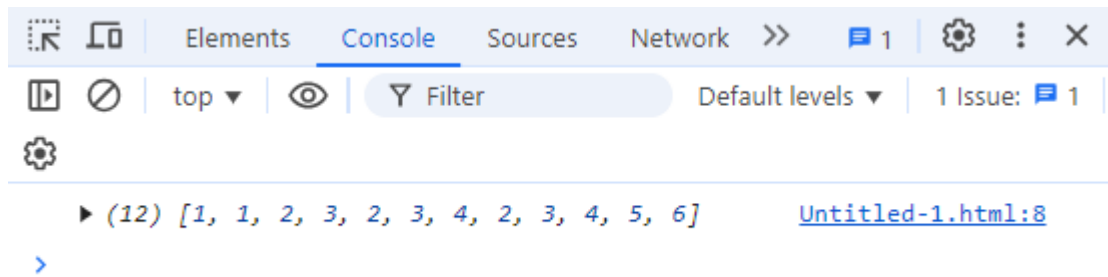 Elements Console Sources Network 1
top Filter Default levels 1 Issue: 1
(12) [1, 1, 2, 3, 2, 3, 4, 2, 3, 4, 5, 6] Untitled-1.html:8